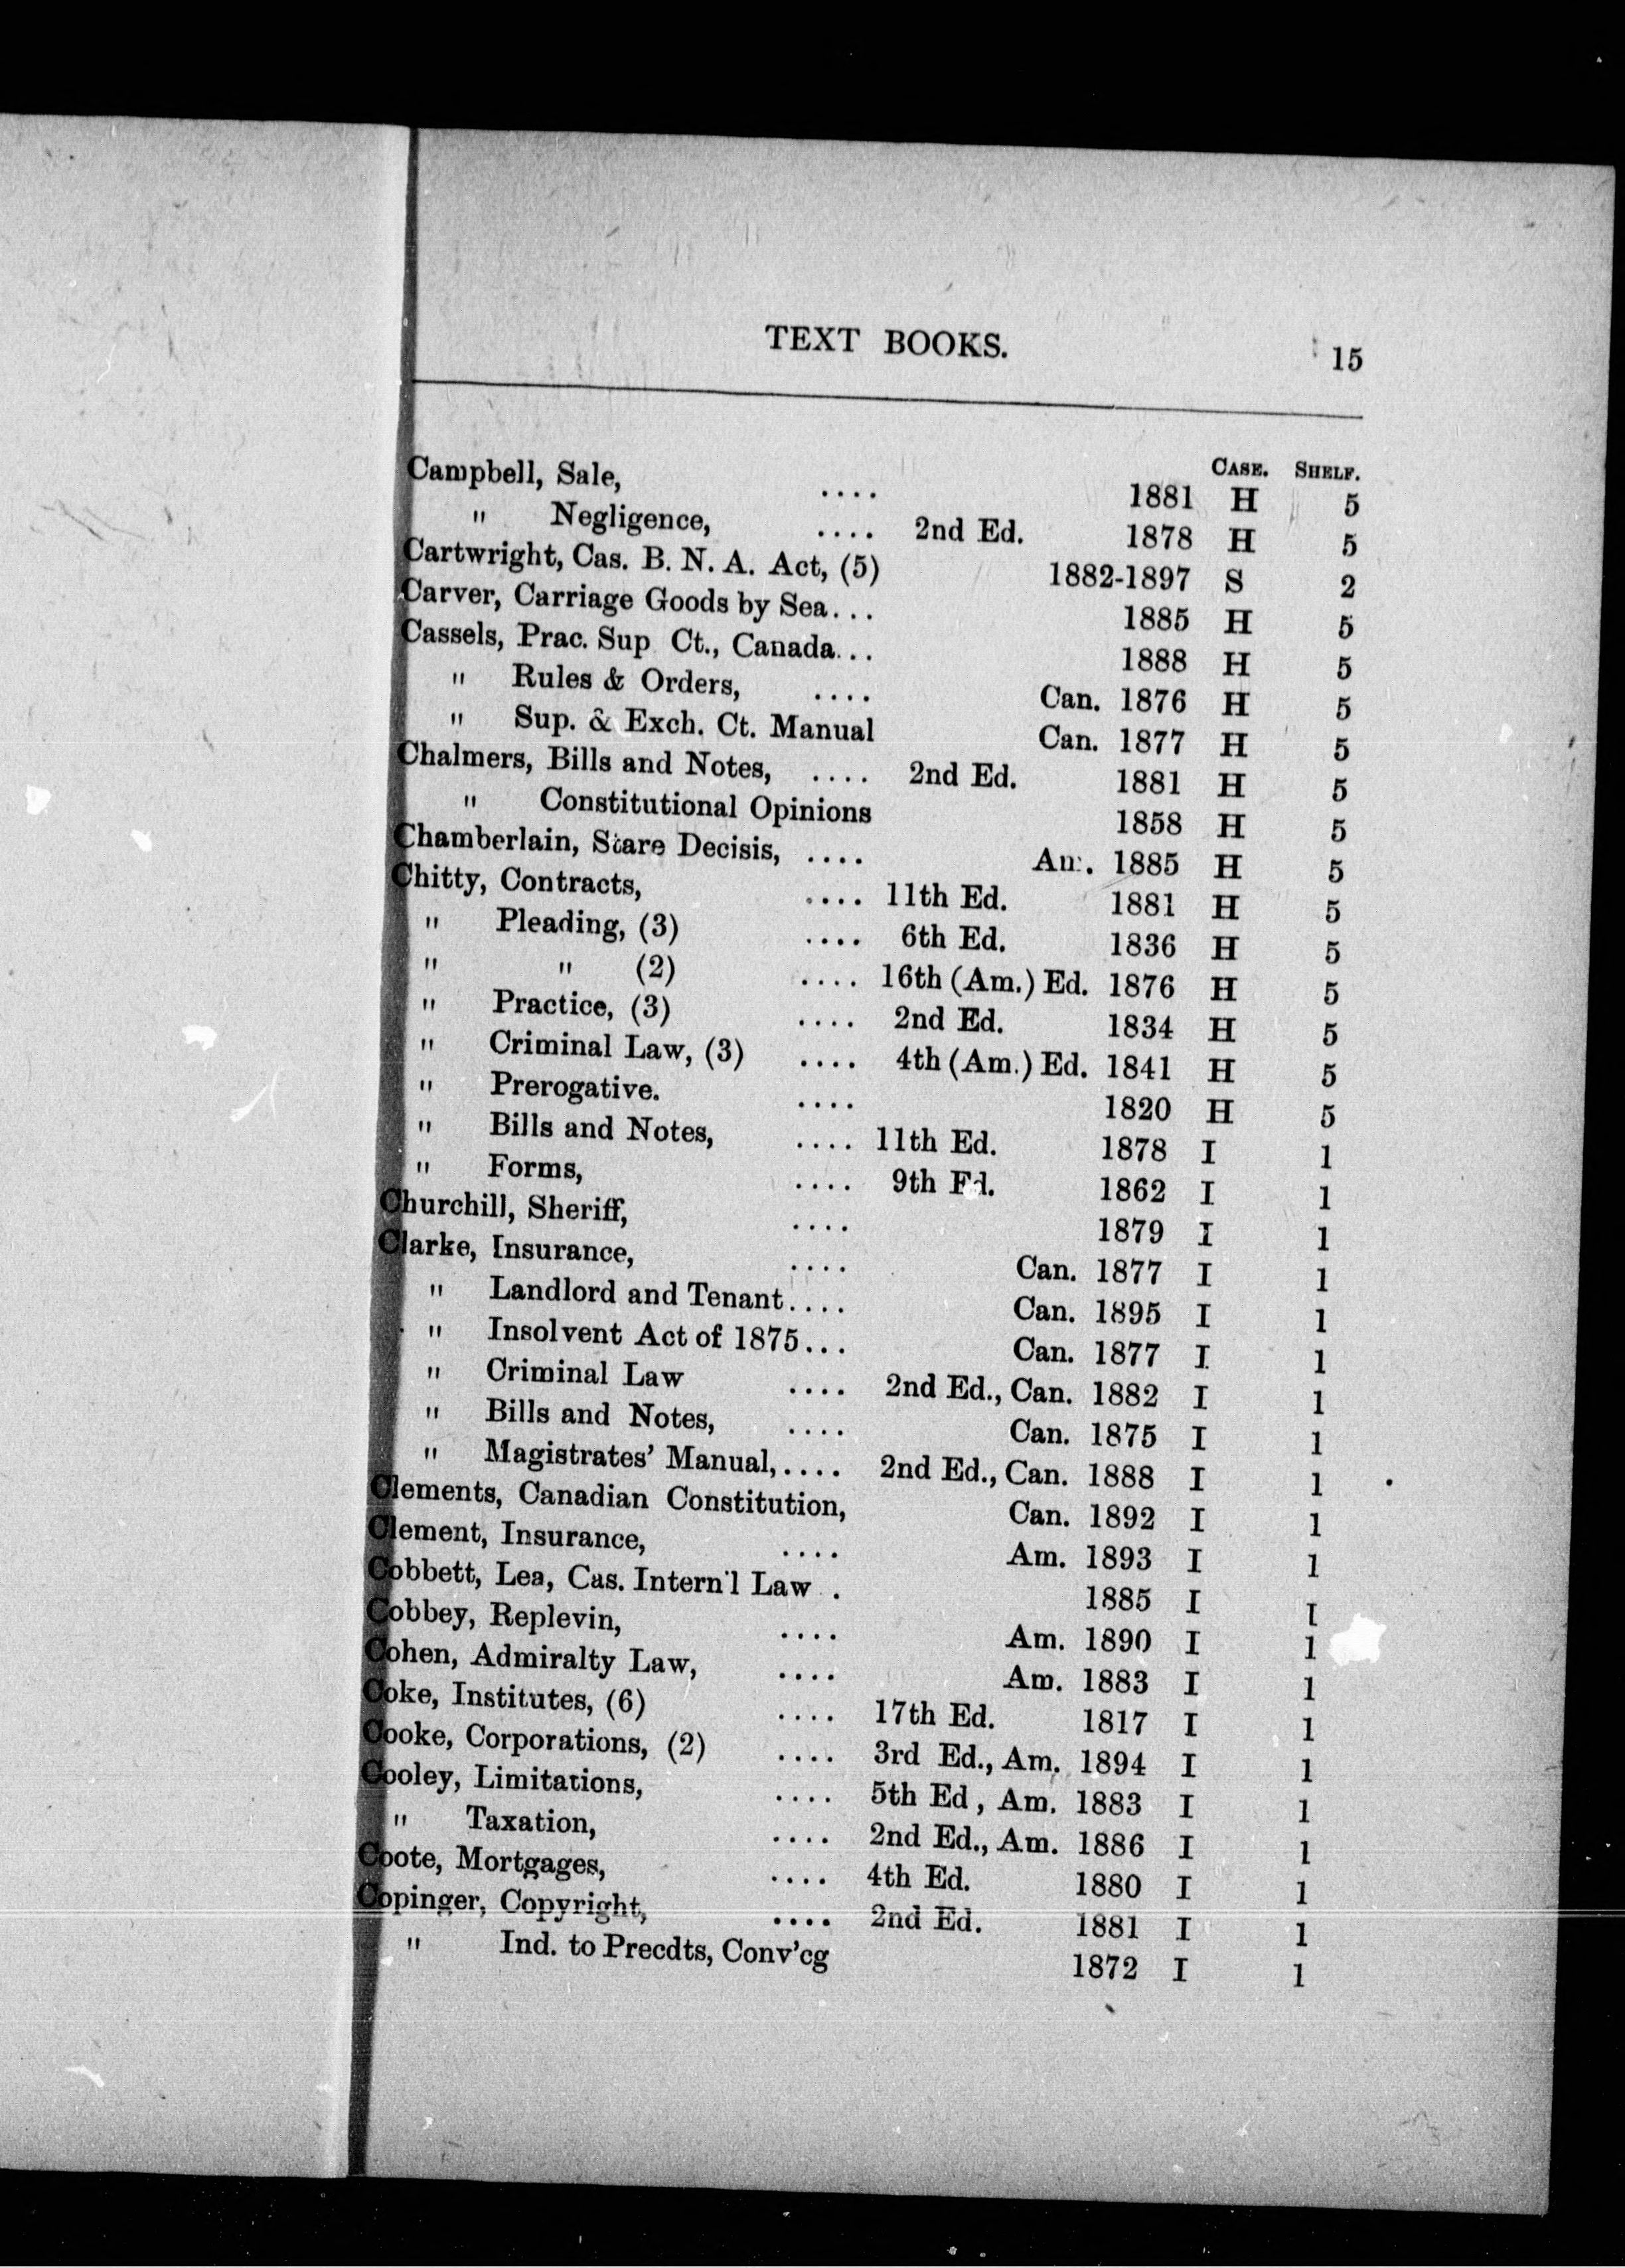 TEXT BOOKS. 15
CASE. SHELF.
Campbell, Sale, .... 1881 H 5
" Negligence, .... 2nd Ed. 1878 H 5
Cartwright, Cas. B. N. A. Act, (5) 1882-1897 S 2
Carver, Carriage Goods by Sea... 1885 H 5
Cassels, Prac. Sup Ct., Canada... 1888 H 5
" Rules & Orders, .... Can. 1876 H 5
" Sup. & Exch. Ct. Manual Can. 1877 H 5
Chalmers, Bills and Notes, .... 2nd Ed. 1881 H 5
" Constitutional Opinions 1858 H 5
Chamberlain, Stare Decisis, .... Am. 1885 H 5
Chitty, Contracts, .... 11th Ed. 1881 H 5
" Pleading, (3) .... 6th Ed. 1836 H 5
" " (2) .... 16th (Am.) Ed. 1876 H 5
" Practice, (3) .... 2nd Ed. 1834 H 5
" Criminal Law, (3) .... 4th (Am.) Ed. 1841 H 5
" Prerogative. .... 1820 H 5
" Bills and Notes, .... 11th Ed. 1878 I 1
" Forms, .... 9th Ed. 1862 I 1
Churchill, Sheriff, .... 1879 I 1
Clarke, Insurance, .... Can. 1877 I 1
" Landlord and Tenant.... Can. 1895 I 1
" Insolvent Act of 1875... Can. 1877 I 1
" Criminal Law .... 2nd Ed., Can. 1882 I 1
" Bills and Notes, .... Can. 1875 I 1
" Magistrates' Manual,.... 2nd Ed., Can. 1888 I 1
Clements, Canadian Constitution, Can. 1892 I 1
Clement, Insurance, .... Am. 1893 I 1
Cobbett, Lea, Cas. Intern'l Law . 1885 I 1
Cobbey, Replevin, .... Am. 1890 I 1
Cohen, Admiralty Law, .... Am. 1883 I 1
Coke, Institutes, (6) .... 17th Ed. 1817 I 1
Cooke, Corporations, (2) .... 3rd Ed., Am. 1894 I 1
Cooley, Limitations, .... 5th Ed, Am. 1883 I 1
" Taxation, .... 2nd Ed., Am. 1886 I 1
Coote, Mortgages, .... 4th Ed. 1880 I 1
Copinger, Copyright, .... 2nd Ed. 1881 I 1
" Ind. to Precdts, Conv'cg 1872 I 1